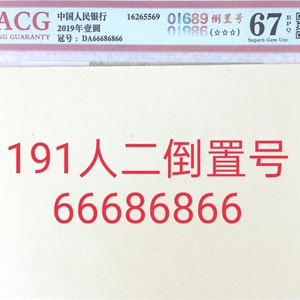 ACG
NG GUARANTY
中国人民银行 16265569
2019年壹圆
冠号：DA66686866
01689 倒置号
01986 (☆☆☆)
67 EPQ
Superb Gem Unc
191人二倒置号
66686866